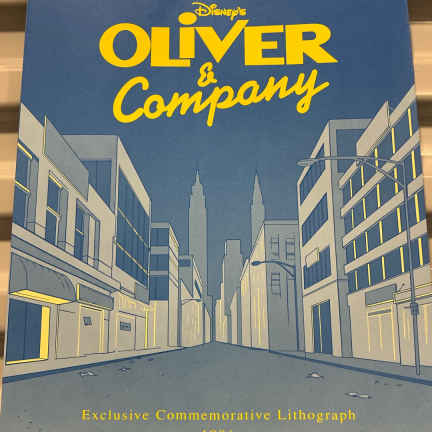 Disney's
OLIVER
&
Company
Exclusive Commemorative Lithograph